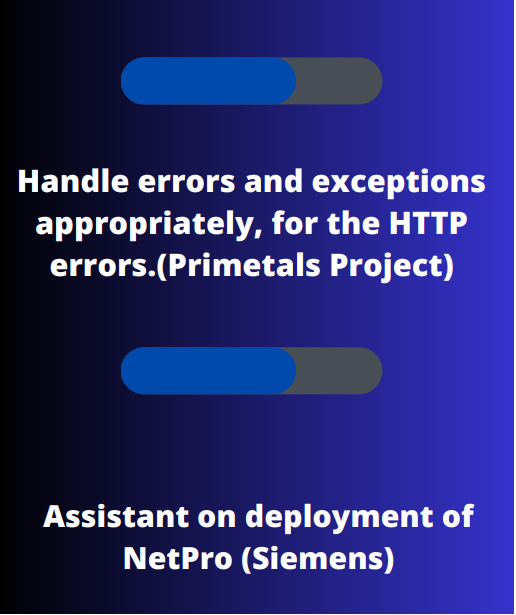 Handle errors and exceptions
appropriately, for the HTTP
errors.(Primetals Project)
Assistant on deployment of
NetPro (Siemens)